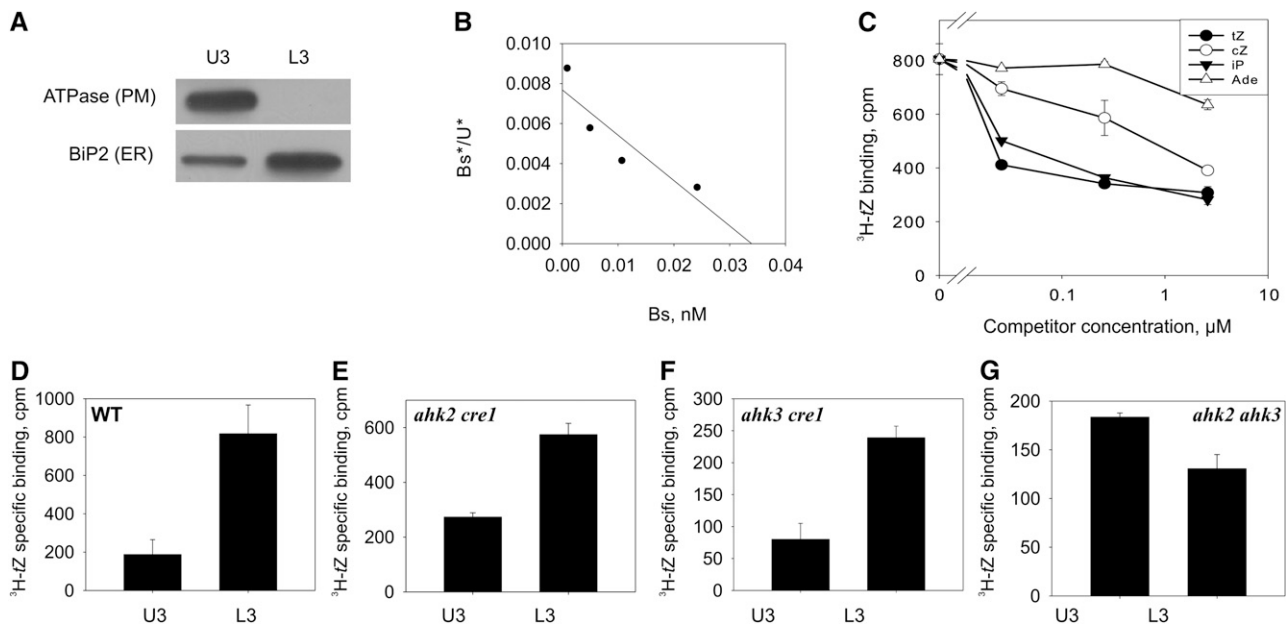 A
U3 L3
ATPase (PM)
BiP2 (ER)
B
0.010
0.008
0.006
0.004
0.002
0.000
0.00 0.01 0.02 0.03 0.04
Bs*/U*
Bs, nM
C
800
600
400
200
0
0 0.1 1 10
³H-tZ binding, cpm
Competitor concentration, µM
tZ
cZ
iP
Ade
D
WT
1000
800
600
400
200
0
³H-tZ specific binding, cpm
U3 L3
E
ahk2 cre1
600
400
200
0
³H-tZ specific binding, cpm
U3 L3
F
ahk3 cre1
300
250
200
150
100
50
0
³H-tZ specific binding, cpm
U3 L3
G
ahk2 ahk3
200
150
100
50
0
³H-tZ specific binding, cpm
U3 L3